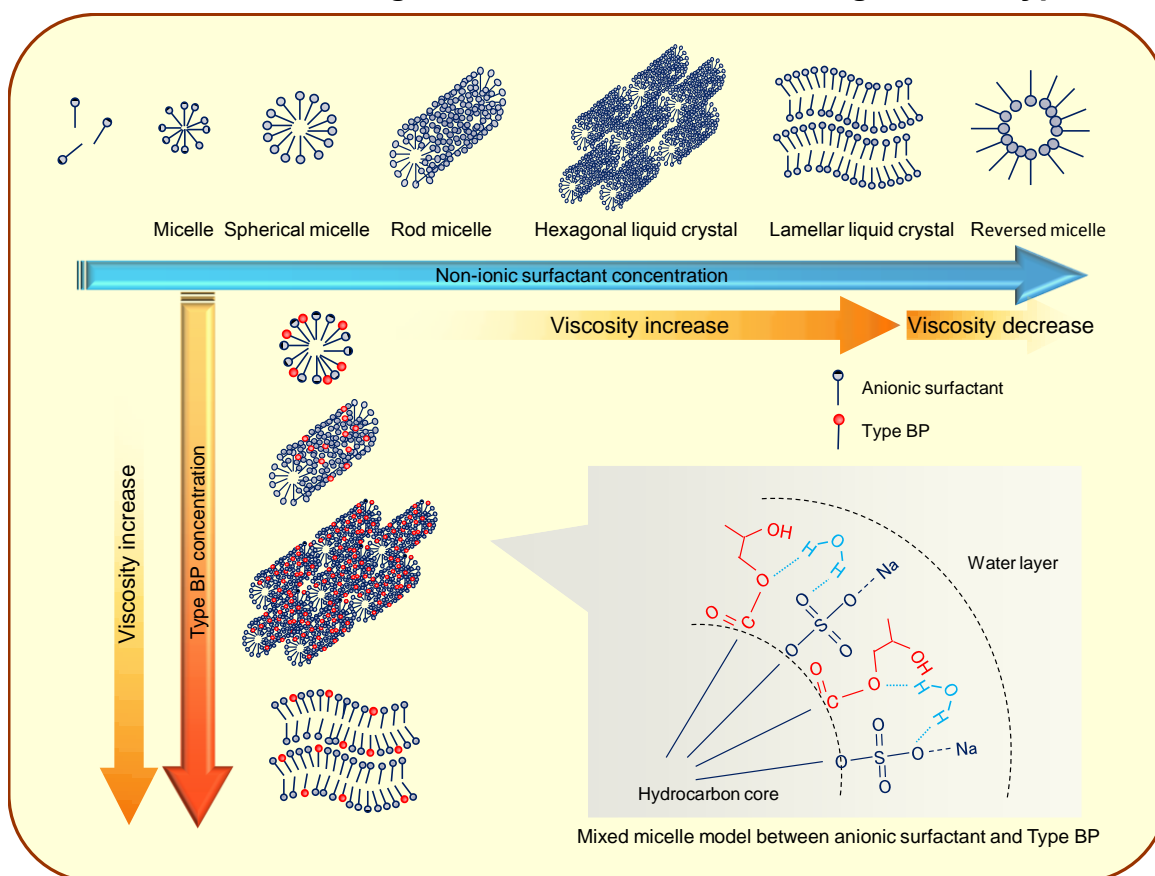 Micelle Spherical micelle Rod micelle Hexagonal liquid crystal Lamellar liquid crystal Reversed micelle
Non-ionic surfactant concentration
Viscosity increase Viscosity decrease
Anionic surfactant
Type BP
Viscosity increase
Type BP concentration
Water layer
OH
O
H O
H
O
C
O
O
S
O
O
Na
O
C
O
OH
H O
H
O
O
S
O
O
Na
Hydrocarbon core
Mixed micelle model between anionic surfactant and Type BP